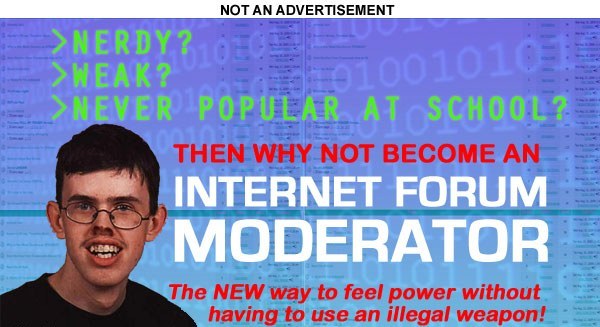 NOT AN ADVERTISEMENT
>NERDY?
>WEAK?
>NEVER POPULAR AT SCHOOL?
THEN WHY NOT BECOME AN
INTERNET FORUM
MODERATOR
The NEW way to feel power without
having to use an illegal weapon!